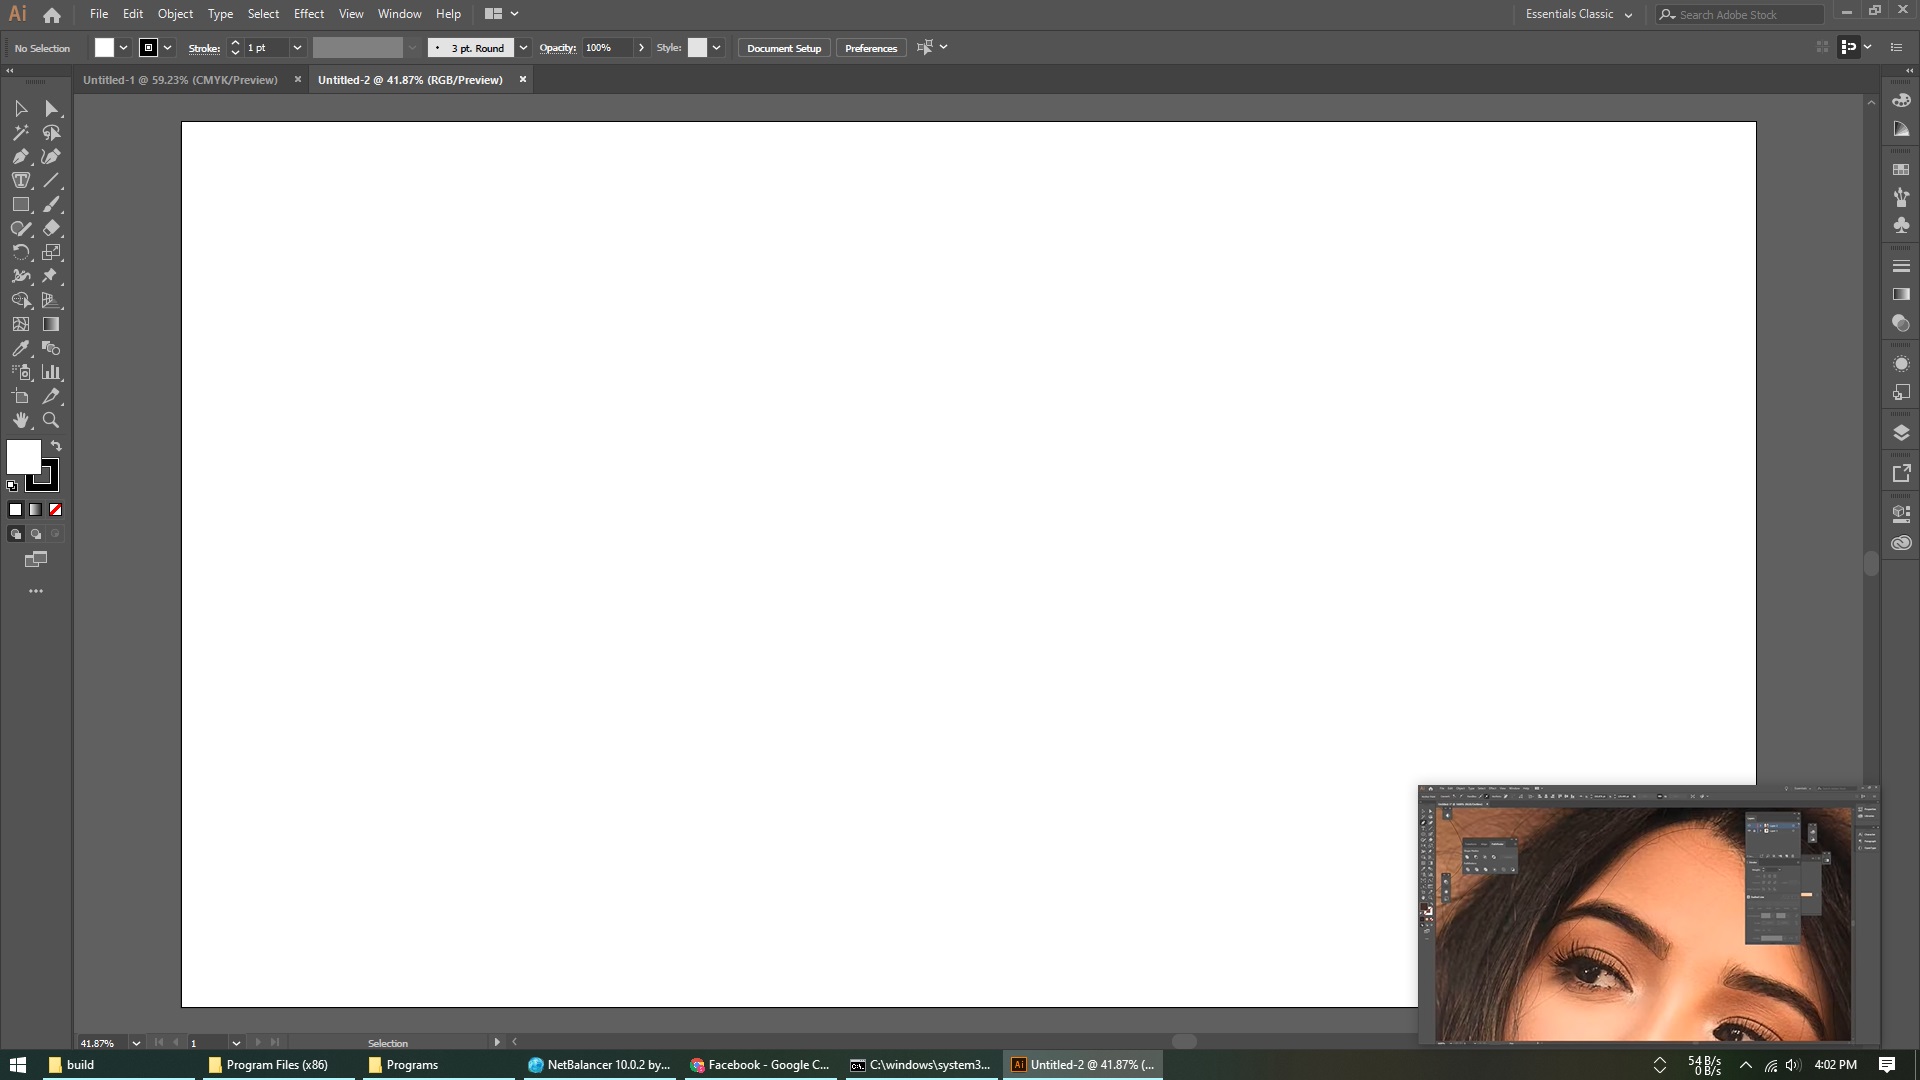 Ai File Edit Object Type Select Effect View Window Help Essentials Classic Search Adobe Stock
No Selection Stroke: 1 pt 3 pt. Round Opacity: 100% Style: Document Setup Preferences
Untitled-1 @ 59.23% (CMYK/Preview) Untitled-2 @ 41.87% (RGB/Preview)
41.87% 1 Selection
build Program Files (x86) Programs NetBalancer 10.0.2 by... Facebook - Google C... C:\windows\system3... Untitled-2 @ 41.87% (... 54 B/s 4:02 PM
0 B/s